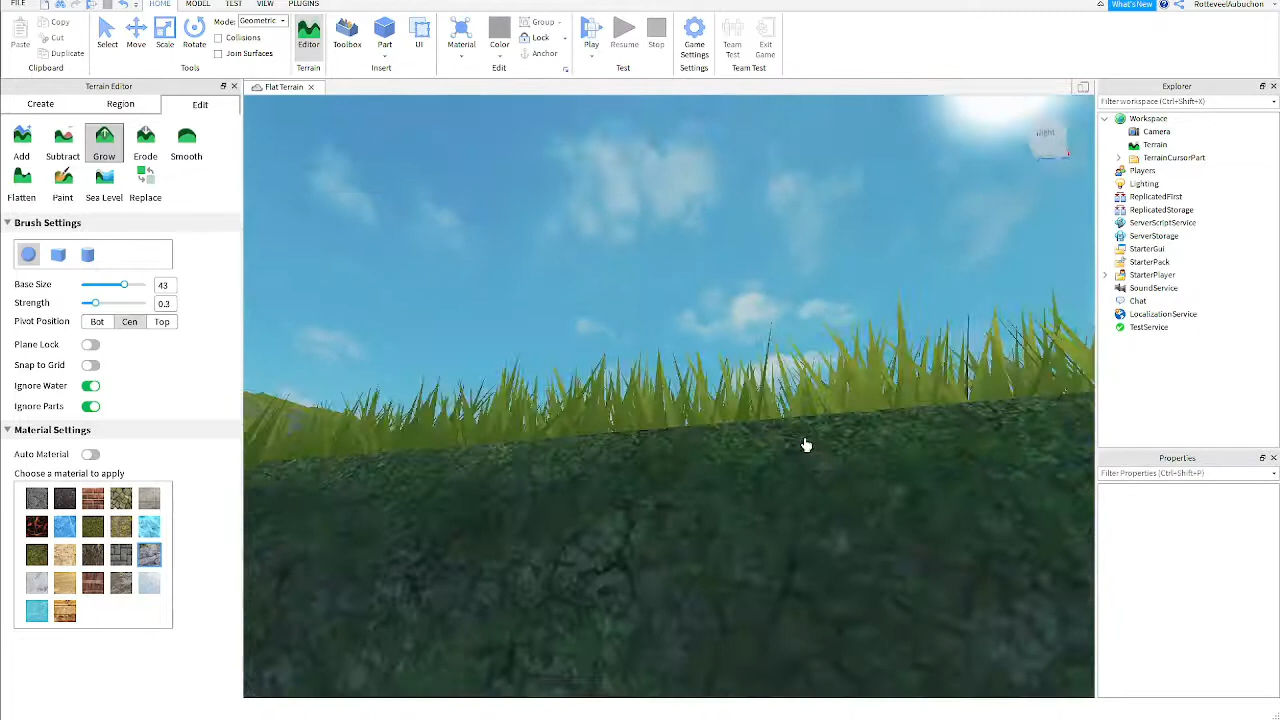 FILE HOME MODEL TEST VIEW PLUGINS What's New RotteveelAubuchon
Paste Copy Cut Duplicate Clipboard
Select Move Scale Rotate Mode: Geometric Collisions Join Surfaces Tools
Editor Terrain
Toolbox Part UI Insert
Material Color Group Lock Anchor Edit
Play Resume Stop Test
Game Settings Settings
Team Test Exit Game Team Test
Terrain Editor
Create Region Edit
Add Subtract Grow Erode Smooth
Flatten Paint Sea Level Replace
Brush Settings
Base Size 43
Strength 0.3
Pivot Position Bot Cen Top
Plane Lock
Snap to Grid
Ignore Water
Ignore Parts
Material Settings
Auto Material
Choose a material to apply
Flat Terrain
Explorer
Filter workspace (Ctrl+Shift+X)
Workspace
Camera
Terrain
TerrainCursorPart
Players
Lighting
ReplicatedFirst
ReplicatedStorage
ServerScriptService
ServerStorage
StarterGui
StarterPack
StarterPlayer
SoundService
Chat
LocalizationService
TestService
Properties
Filter Properties (Ctrl+Shift+P)